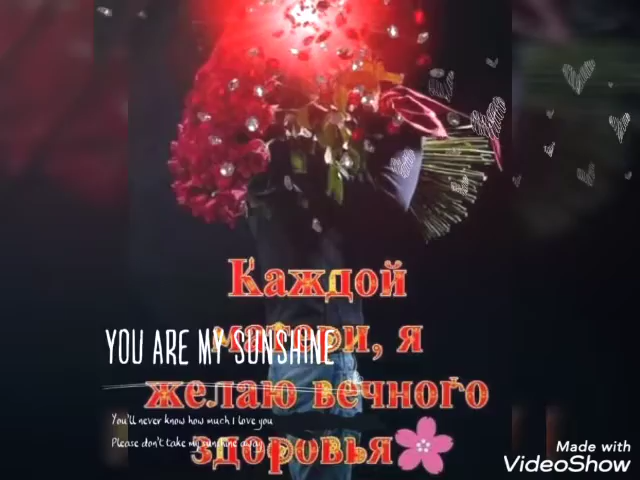 Каждой
матери, я
YOU ARE MY SUNSHINE
желаю вечного
You'll never know how much I love you
Please don't take my sunshine away
здоровья
Made with
VideoShow